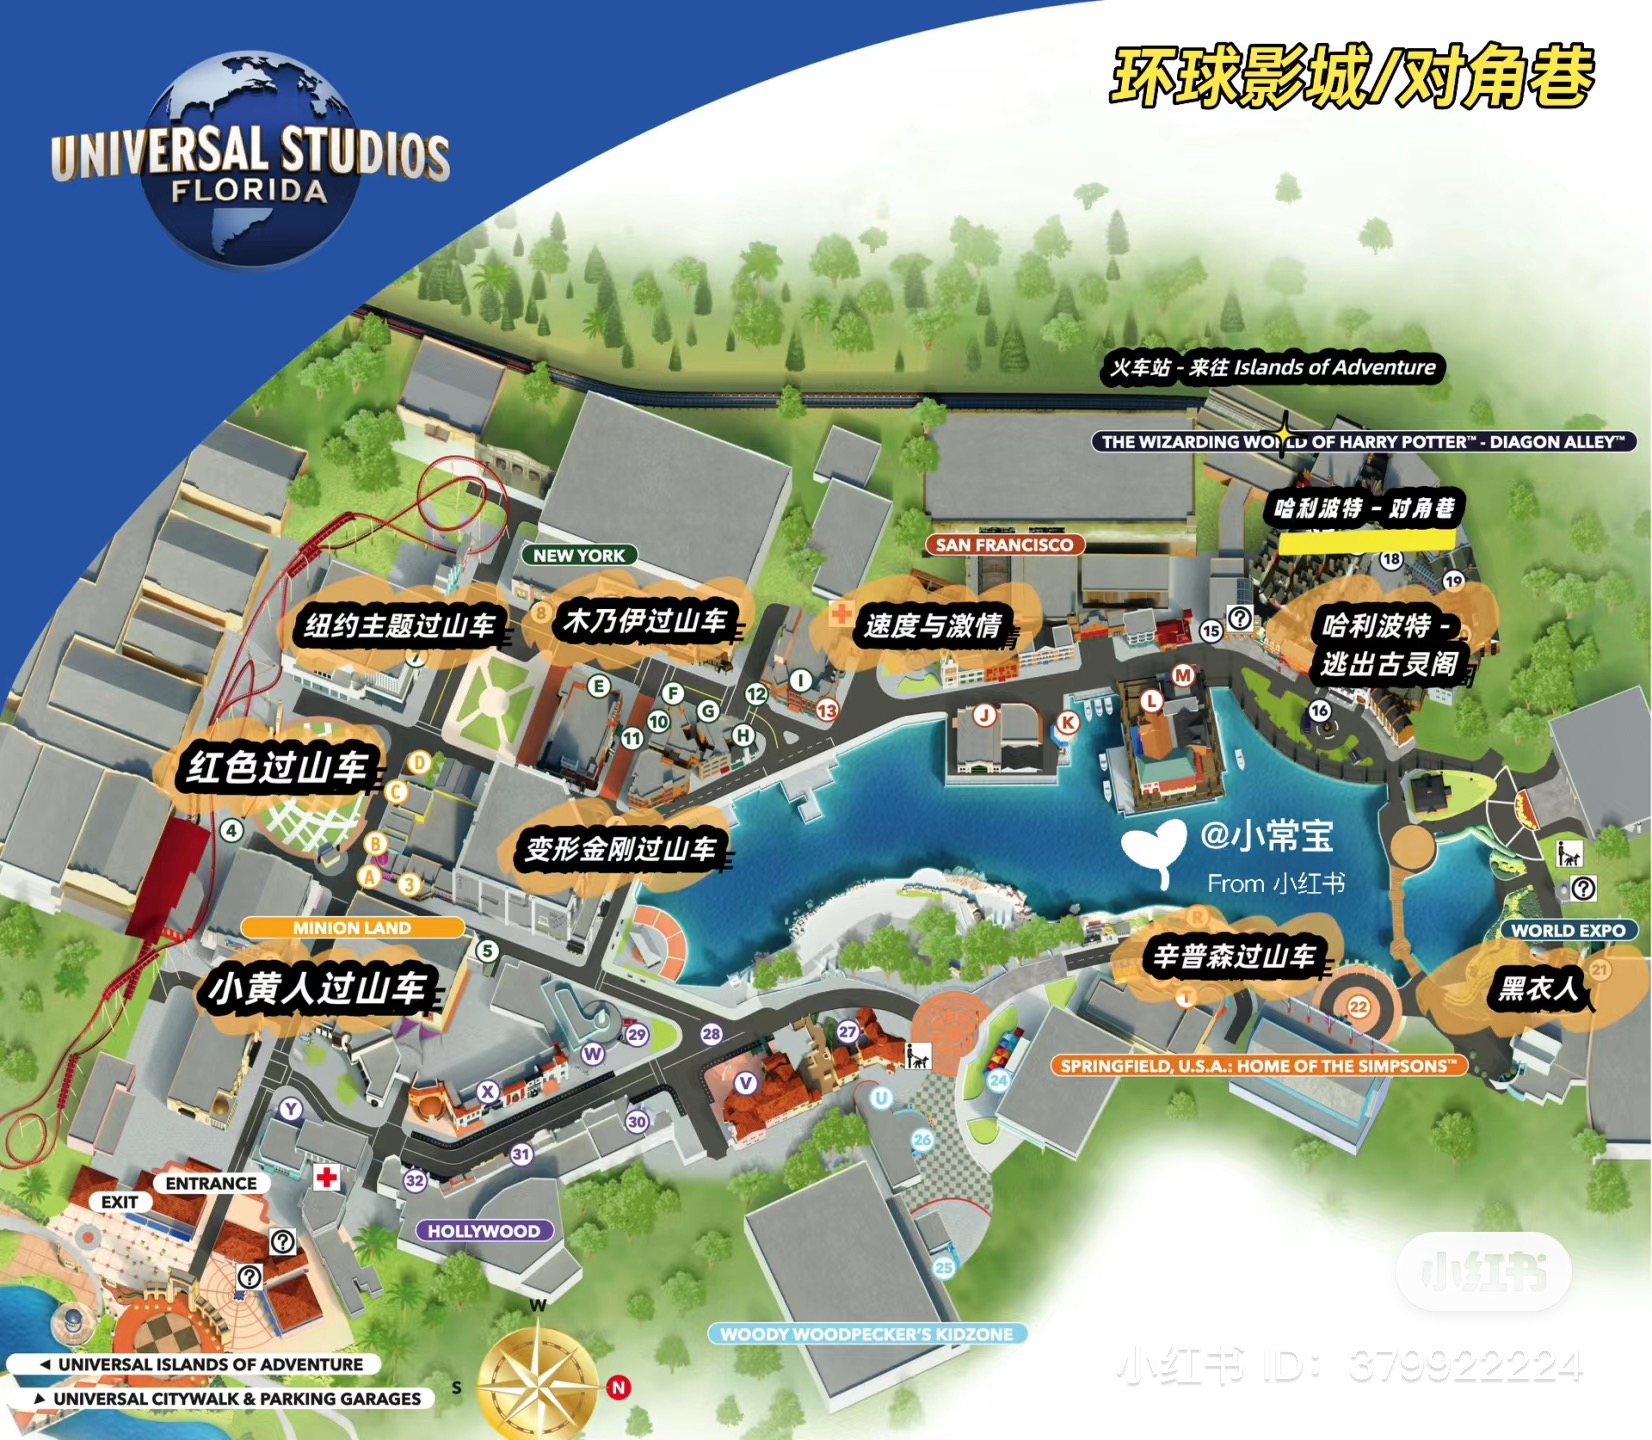 环球影城/对角巷
UNIVERSAL STUDIOS
FLORIDA
火车站 - 来往 Islands of Adventure
THE WIZARDING WORLD OF HARRY POTTER™ - DIAGON ALLEY™
哈利波特 - 对角巷
NEW YORK
SAN FRANCISCO
18
19
纽约主题过山车
8
木乃伊过山车
速度与激情
15
?
哈利波特 -
逃出古灵阁
7
E
F
G
H
I
10
11
12
13
J
K
L
M
16
红色过山车
D
C
B
A
3
4
变形金刚过山车
@小常宝
From 小红书
?
MINION LAND
5
R
WORLD EXPO
小黄人过山车
辛普森过山车
黑衣人
21
22
29
28
27
W
X
Y
V
24
SPRINGFIELD, U.S.A.: HOME OF THE SIMPSONS™
U
26
30
31
32
ENTRANCE
EXIT
HOLLYWOOD
?
?
25
小红书
W
S
N
WOODY WOODPECKER'S KIDZONE
UNIVERSAL ISLANDS OF ADVENTURE
UNIVERSAL CITYWALK & PARKING GARAGES
小红书 ID: 379922224